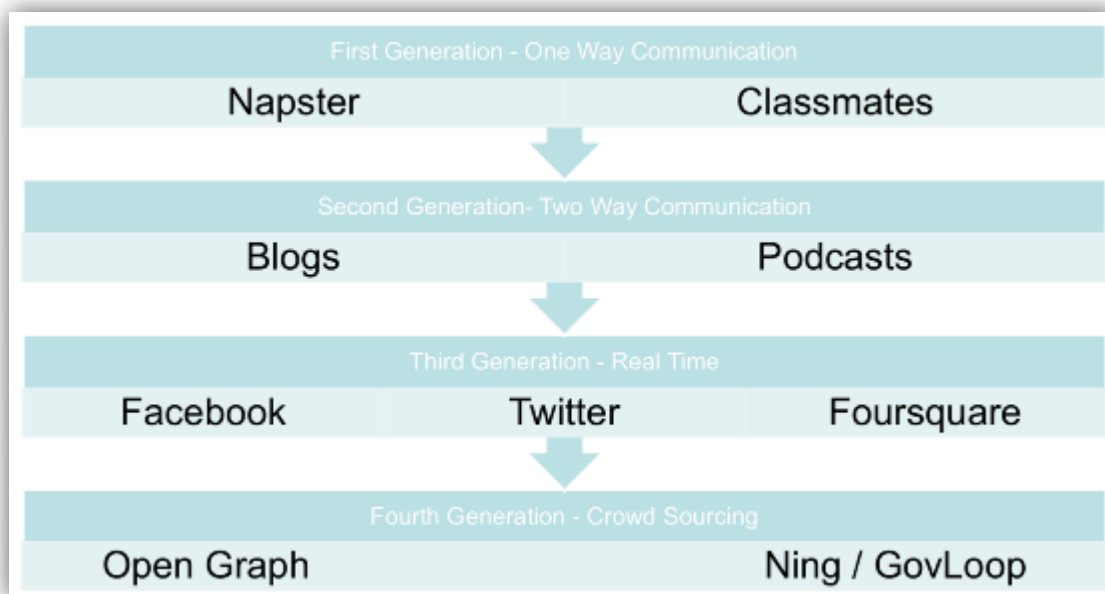 First Generation - One Way Communication
Napster Classmates
Second Generation- Two Way Communication
Blogs Podcasts
Third Generation - Real Time
Facebook Twitter Foursquare
Fourth Generation - Crowd Sourcing
Open Graph Ning / GovLoop